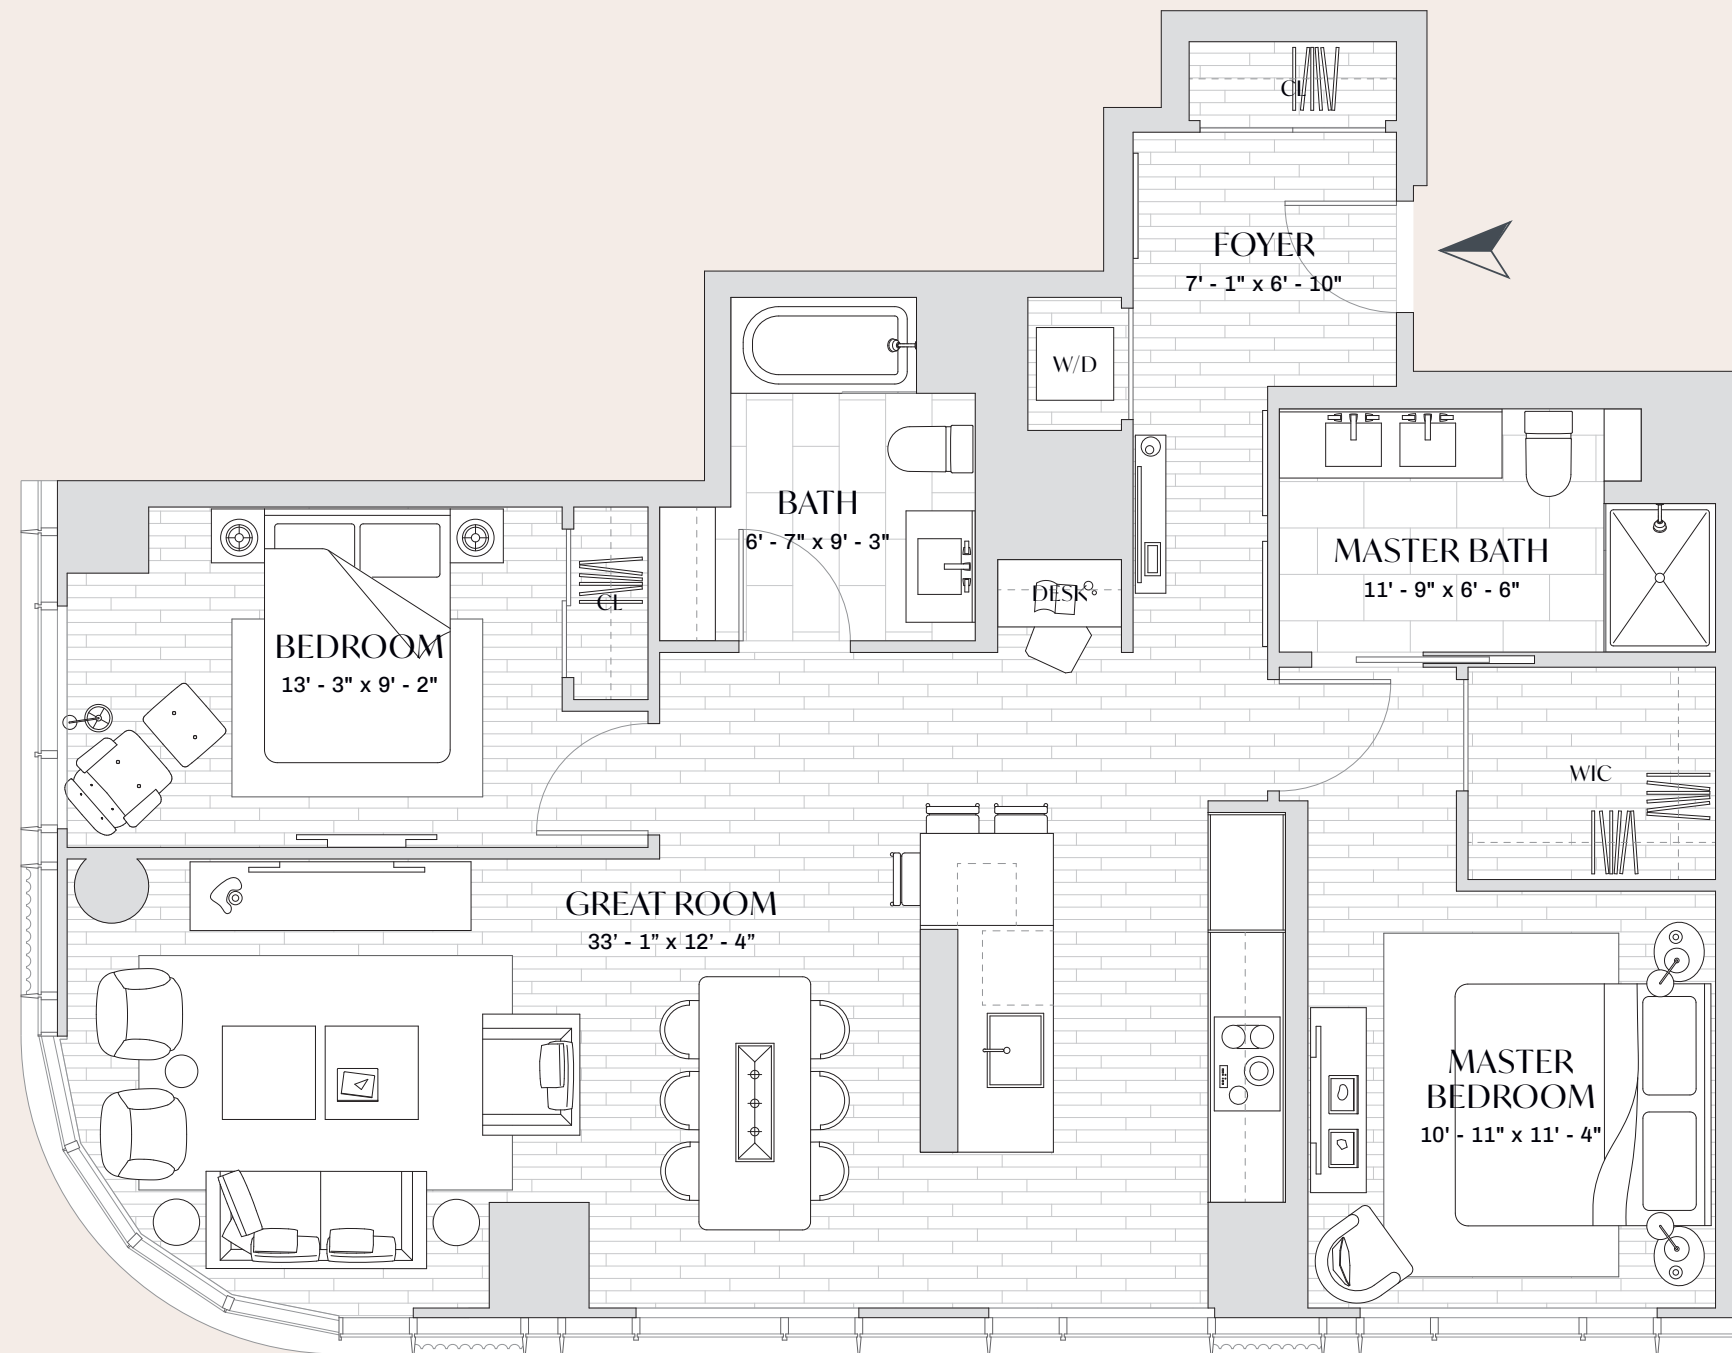 CL
FOYER
7' - 1" x 6' - 10"
W/D
BATH
6' - 7" x 9' - 3"
MASTER BATH
11' - 9" x 6' - 6"
DESK
CL
BEDROOM
13' - 3" x 9' - 2"
WIC
GREAT ROOM
33' - 1” x 12’ - 4”
MASTER
BEDROOM
10' - 11" x 11' - 4"